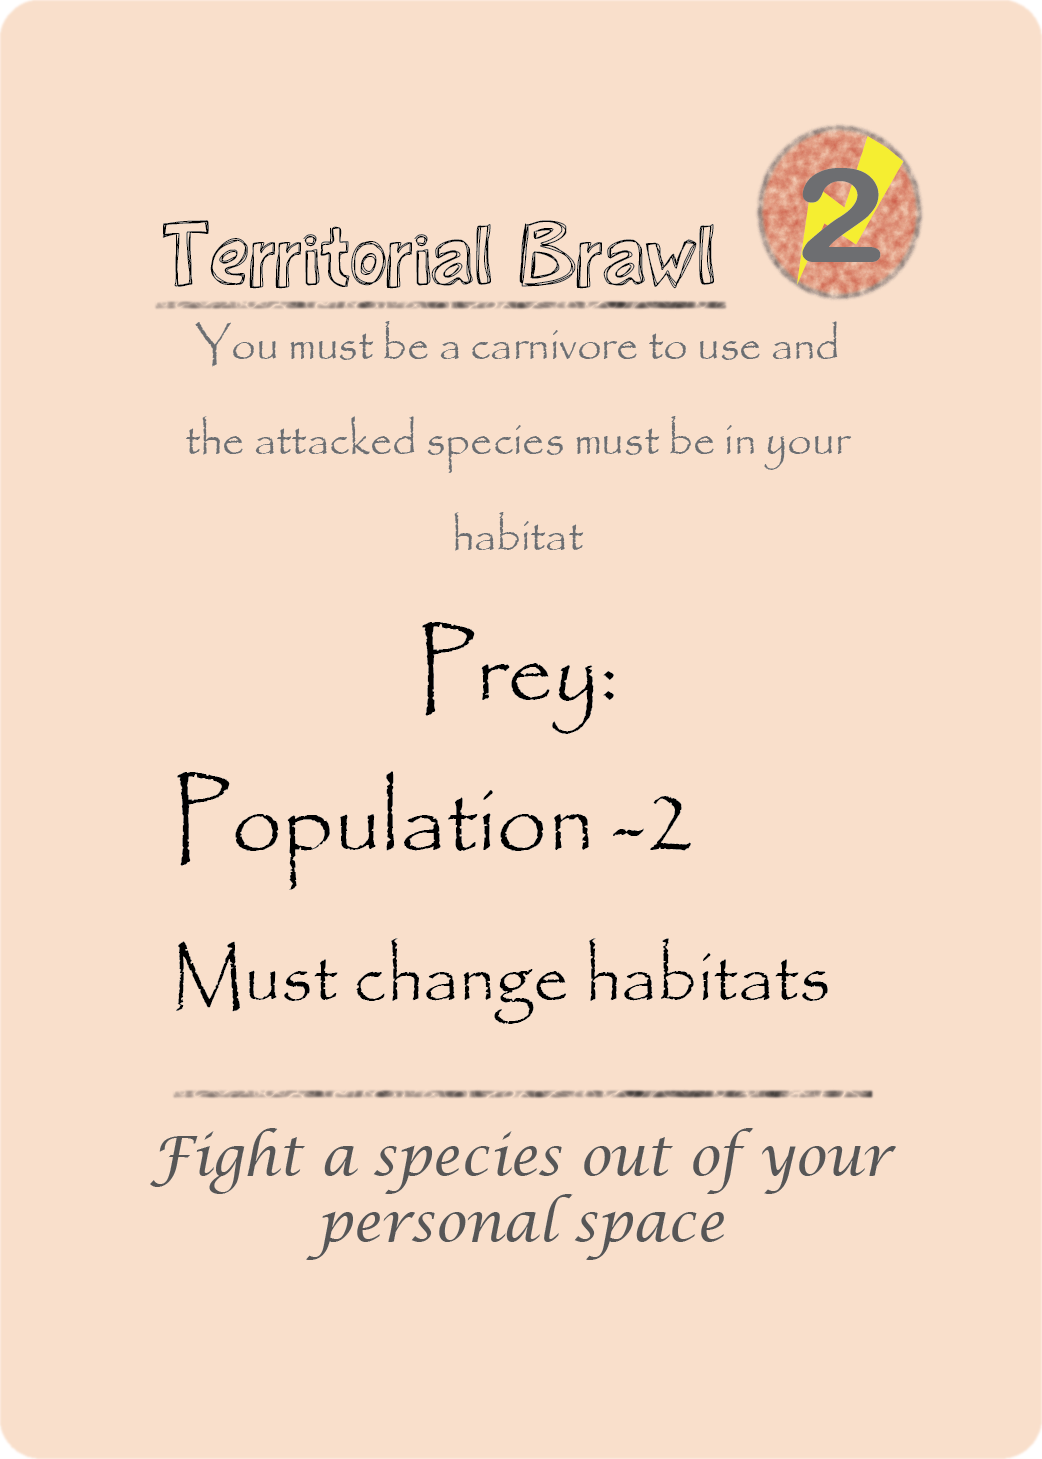 2
Territorial Brawl
You must be a carnivore to use and
the attacked species must be in your
habitat
Prey:
Population -2
Must change habitats
Fight a species out of your
personal space